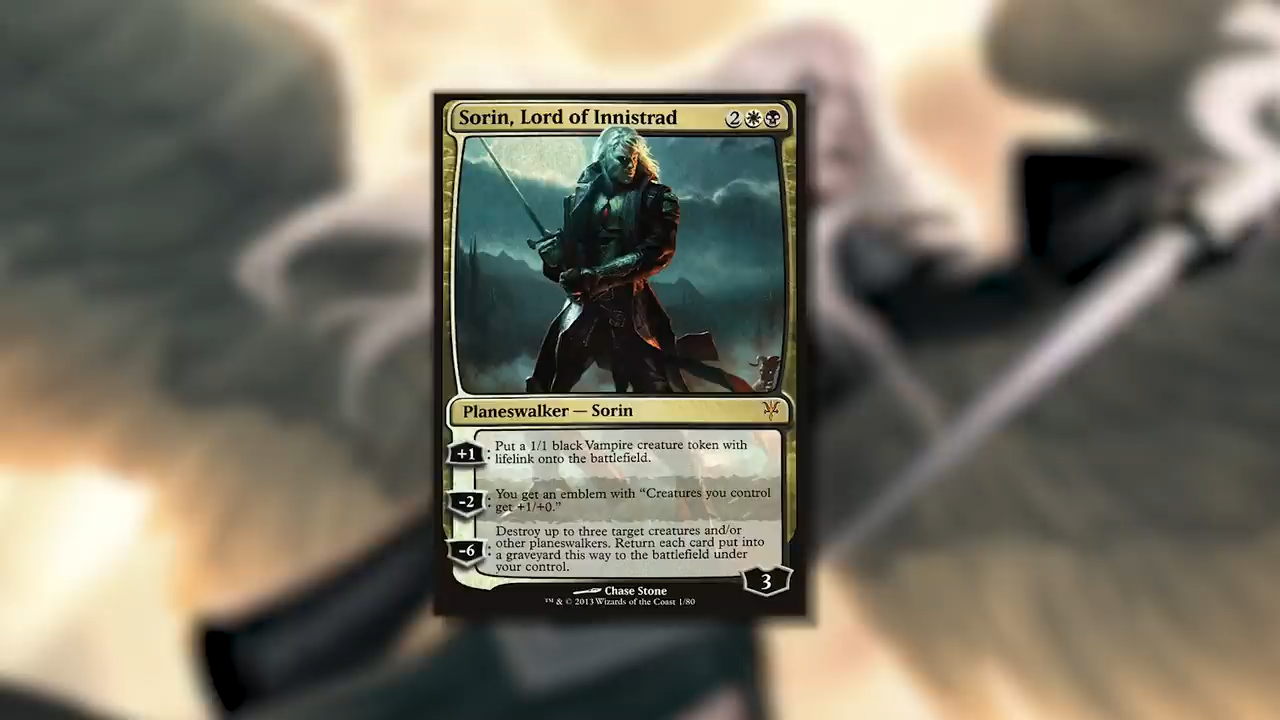 Sorin, Lord of Innistrad 2
Planeswalker — Sorin
+1: Put a 1/1 black Vampire creature token with
lifelink onto the battlefield.
-2: You get an emblem with “Creatures you control
get +1/+0.”
Destroy up to three target creatures and/or
other planeswalkers. Return each card put into
-6: a graveyard this way to the battlefield under
your control.
3
Chase Stone
™ & © 2013 Wizards of the Coast 1/80